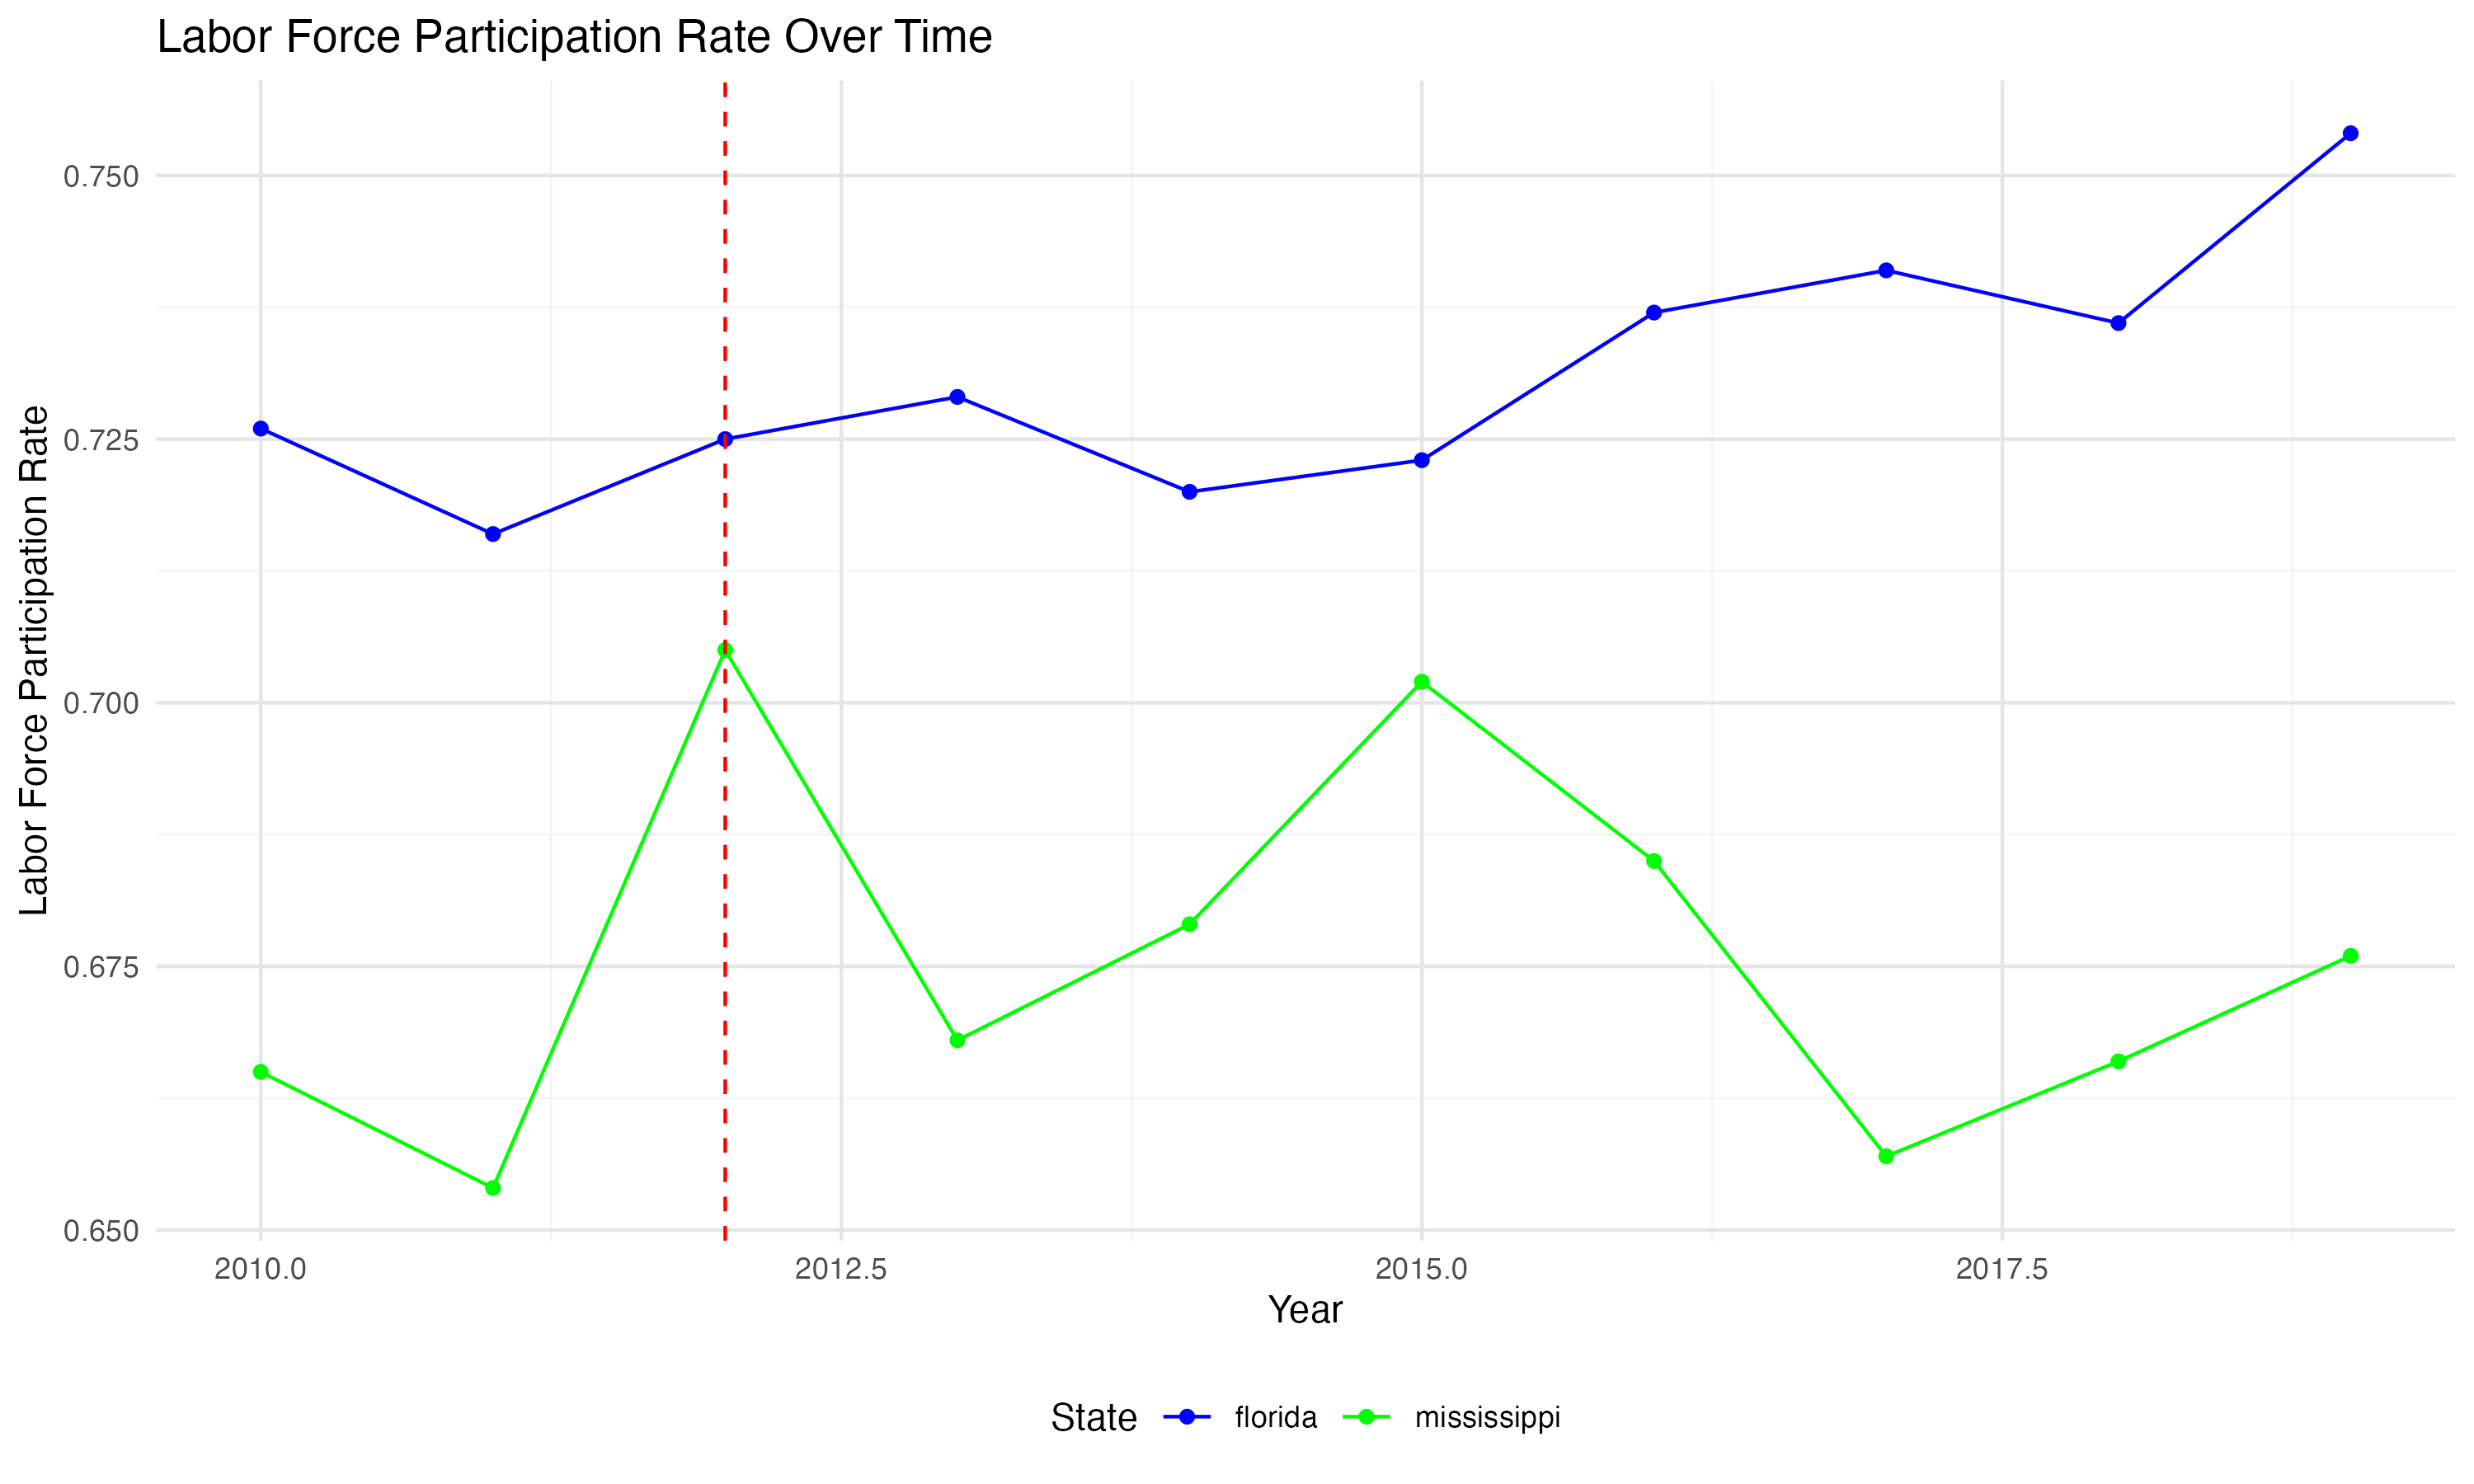 Labor Force Participation Rate Over Time
Labor Force Participation Rate
0.750
0.725
0.700
0.675
0.650
2010.0 2012.5 2015.0 2017.5
Year
State florida mississippi